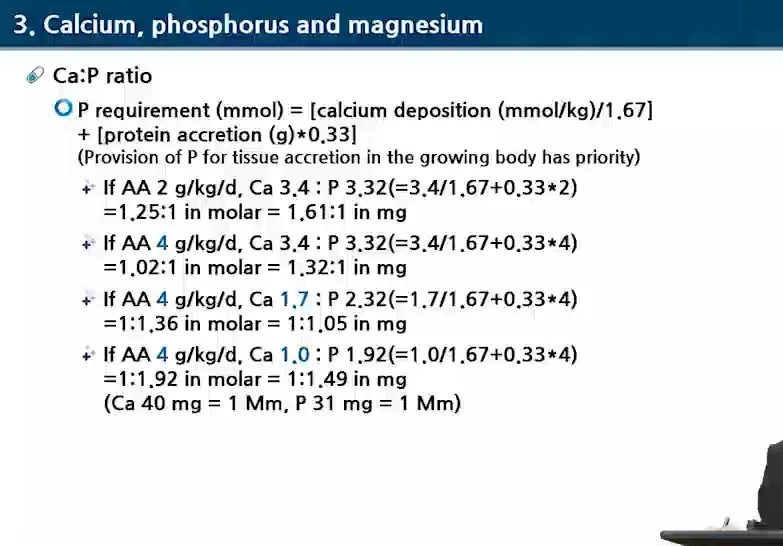 3. Calcium, phosphorus and magnesium
Ca:P ratio
P requirement (mmol) = [calcium deposition (mmol/kg)/1.67]
+ [protein accretion (g)*0.33]
(Provision of P for tissue accretion in the growing body has priority)
If AA 2 g/kg/d, Ca 3.4 : P 3.32(=3.4/1.67+0.33*2)
=1.25:1 in molar = 1.61:1 in mg
If AA 4 g/kg/d, Ca 3.4 : P 3.32(=3.4/1.67+0.33*4)
=1.02:1 in molar = 1.32:1 in mg
If AA 4 g/kg/d, Ca 1.7 : P 2.32(=1.7/1.67+0.33*4)
=1:1.36 in molar = 1:1.05 in mg
If AA 4 g/kg/d, Ca 1.0 : P 1.92(=1.0/1.67+0.33*4)
=1:1.92 in molar = 1:1.49 in mg
(Ca 40 mg = 1 Mm, P 31 mg = 1 Mm)